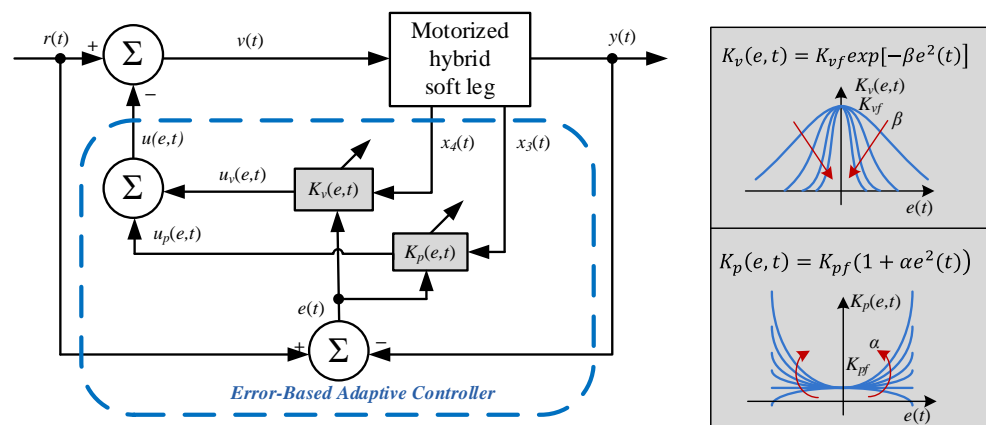 r(t)
+
Σ
v(t)
Motorized
hybrid
soft leg
y(t)
−
u(e,t)
x4(t)
x3(t)
Σ
uv(e,t)
Kv(e,t)
up(e,t)
Kp(e,t)
e(t)
+
Σ
−
Error-Based Adaptive Controller
Kv(e, t) = Kvf exp[−βe²(t)]
Kv(e,t)
Kvf
β
e(t)
Kp(e, t) = Kpf(1 + αe²(t))
Kp(e,t)
α
Kpf
e(t)